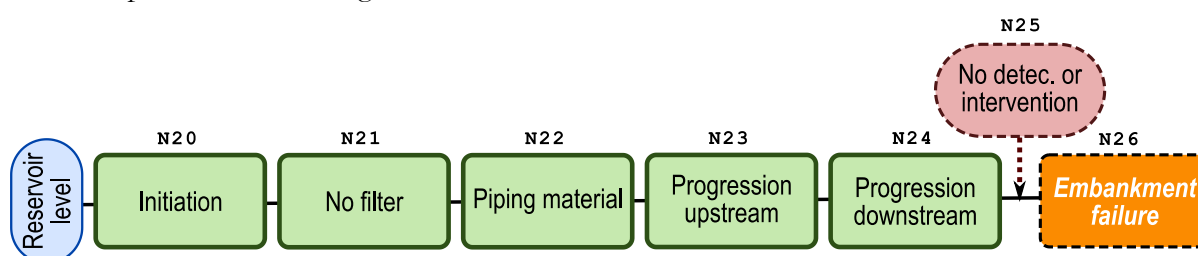 N25
No detec. or
intervention
N20
N21
N22
N23
N24
N26
Reservoir
level
Initiation
No filter
Piping material
Progression
upstream
Progression
downstream
Embankment
failure